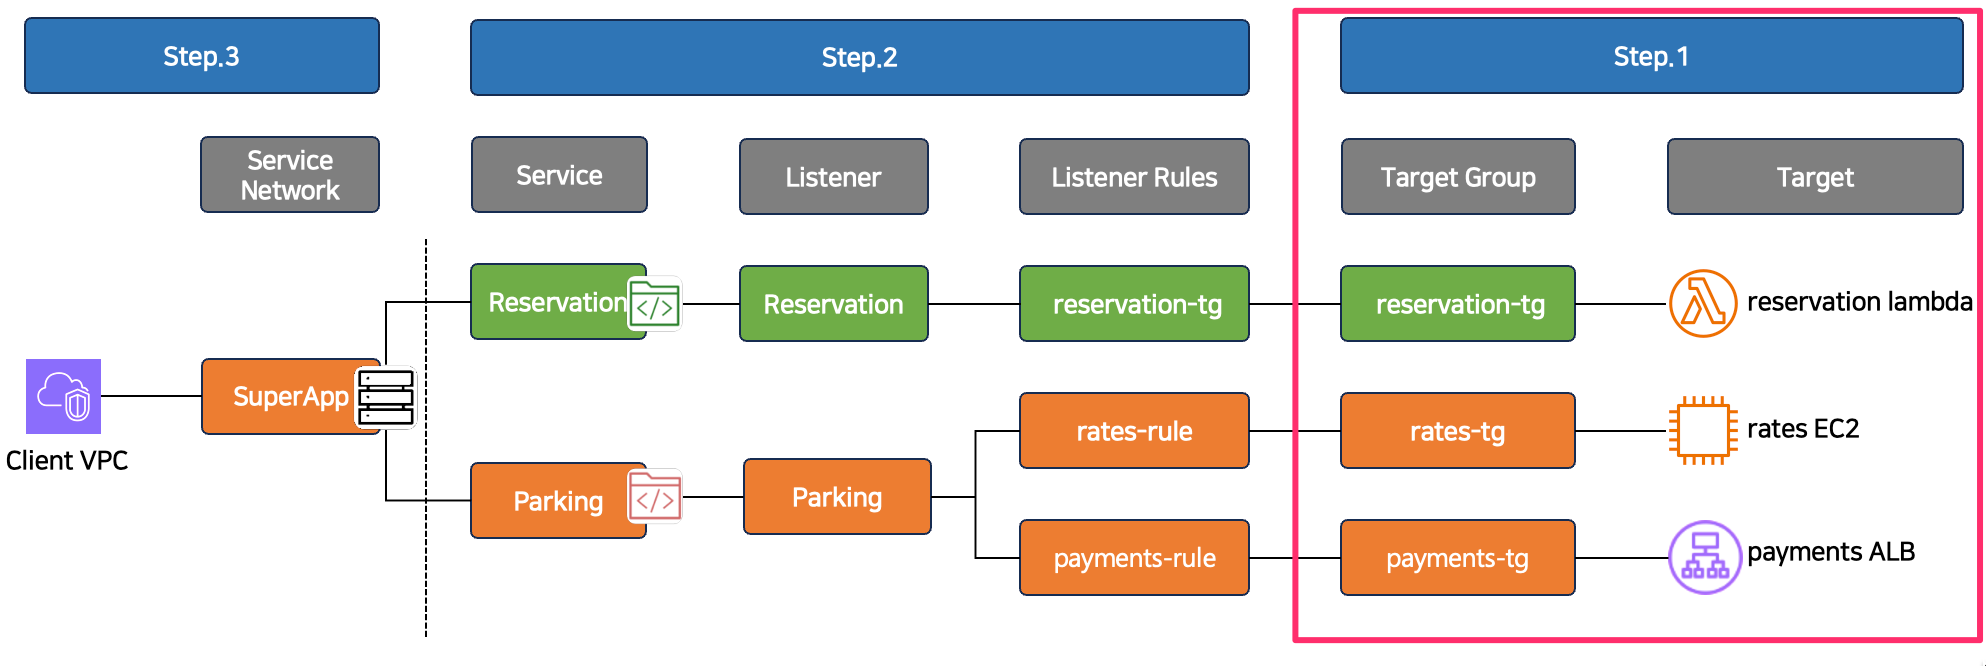 Step.3
Step.2
Step.1
Service
Network
Service
Listener
Listener Rules
Target Group
Target
Reservation
</>
Reservation
reservation-tg
reservation-tg
reservation lambda
SuperApp
Client VPC
rates-rule
rates-tg
rates EC2
Parking
</>
Parking
payments-rule
payments-tg
payments ALB